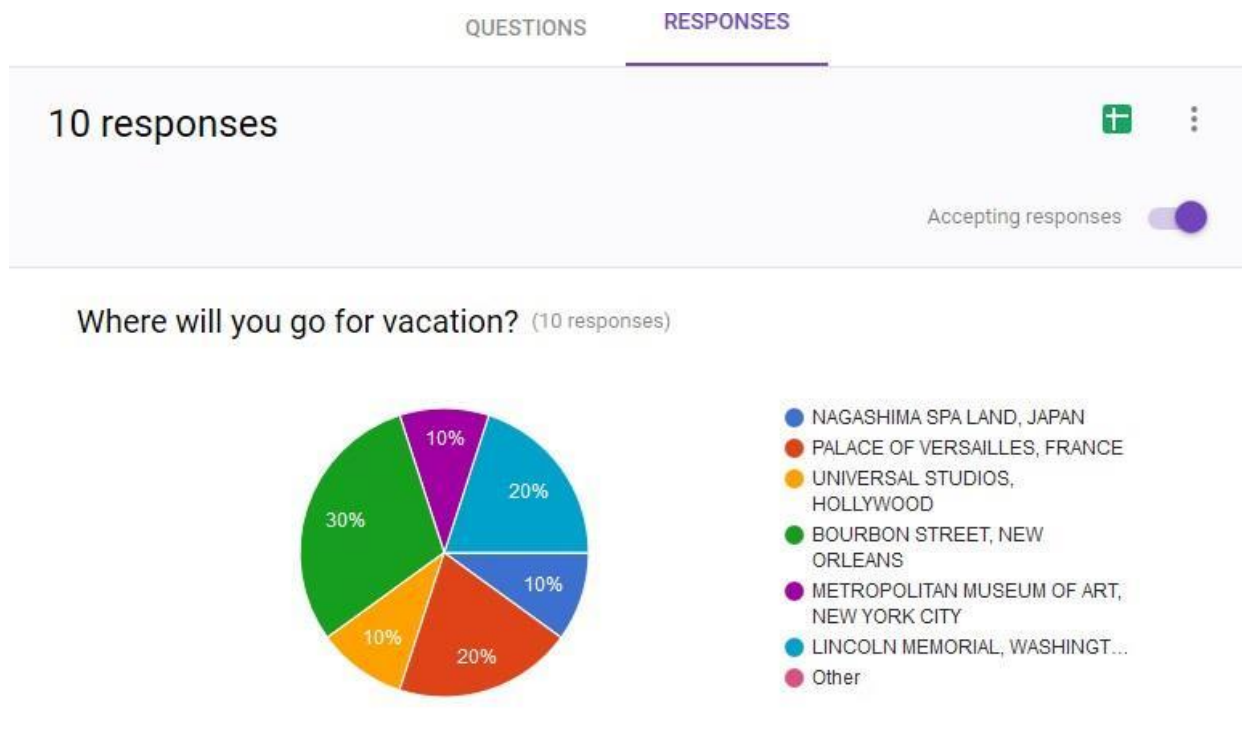 QUESTIONS RESPONSES
10 responses
Accepting responses
Where will you go for vacation? (10 responses)
10%
20%
30%
10%
10%
20%
NAGASHIMA SPA LAND, JAPAN
PALACE OF VERSAILLES, FRANCE
UNIVERSAL STUDIOS,
HOLLYWOOD
BOURBON STREET, NEW
ORLEANS
METROPOLITAN MUSEUM OF ART,
NEW YORK CITY
LINCOLN MEMORIAL, WASHINGT...
Other